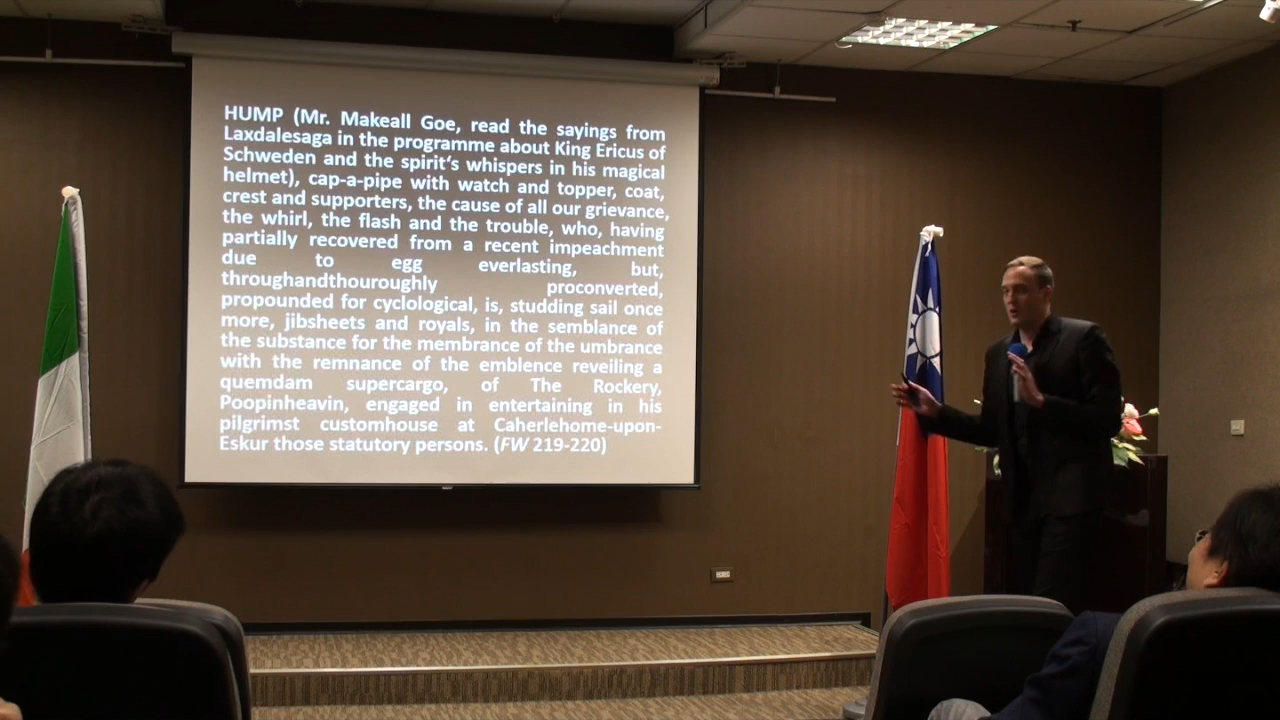 HUMP (Mr. Makeall Goe, read the sayings from
Laxdalesaga in the programme about King Ericus of
Schweden and the spirit's whispers in his magical
helmet), cap-a-pipe with watch and topper, coat,
crest and supporters, the cause of all our grievance,
the whirl, the flash and the trouble, who, having
partially recovered from a recent impeachment
due to egg everlasting, but,
throughandthouroughly proconverted,
propounded for cyclological, is, studding sail once
more, jibsheets and royals, in the semblance of
the substance for the membrance of the umbrance
with the remnance of the emblence reveiling a
quemdam supercargo, of The Rockery,
Poopinheavin, engaged in entertaining in his
pilgrimst customhouse at Caherlehome-upon-
Eskur those statutory persons. (FW 219-220)